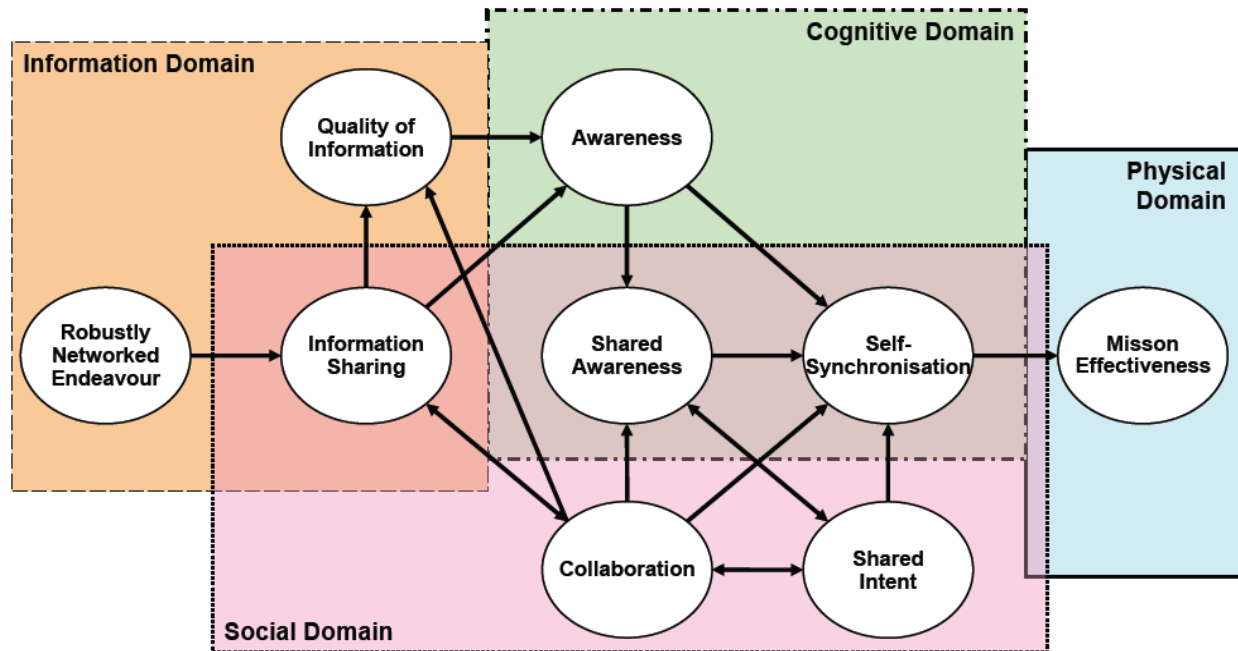 Cognitive Domain
Information Domain
Quality of
Information
Awareness
Physical
Domain
Robustly
Networked
Endeavour
Information
Sharing
Shared
Awareness
Self-
Synchronisation
Misson
Effectiveness
Collaboration
Shared
Intent
Social Domain